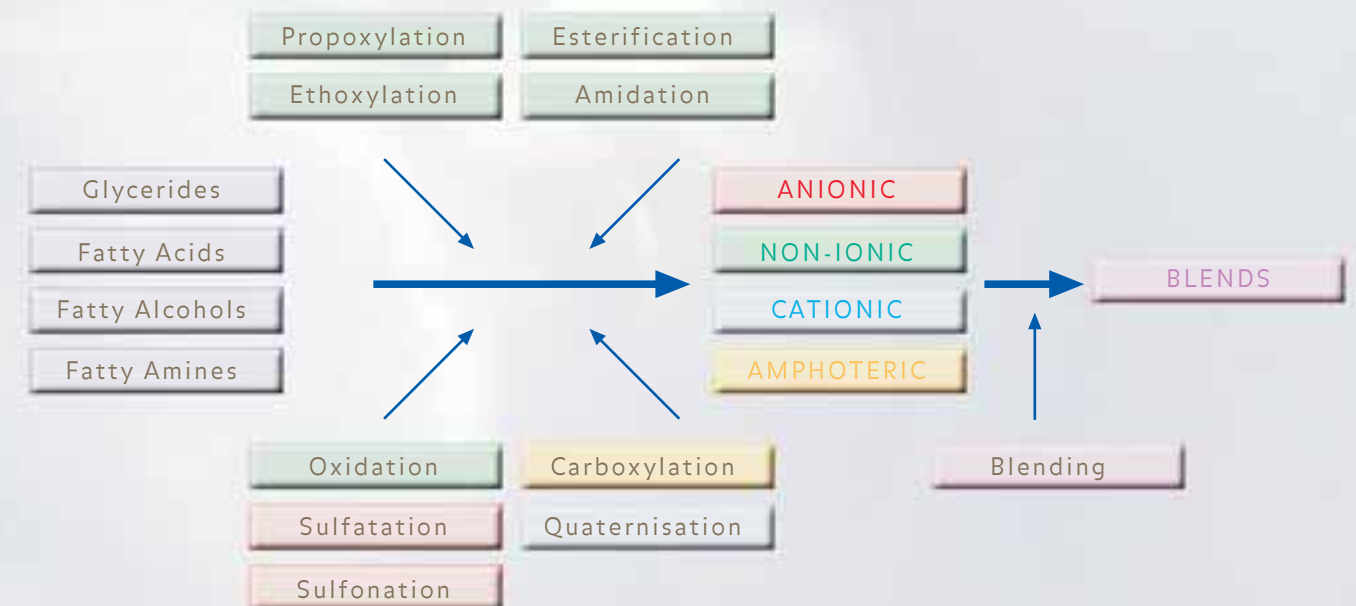 Propoxylation
Esterification
Ethoxylation
Amidation
Glycerides
Fatty Acids
Fatty Alcohols
Fatty Amines
ANIONIC
NON-IONIC
CATIONIC
AMPHOTERIC
BLENDS
Oxidation
Carboxylation
Blending
Sulfatation
Quaternisation
Sulfonation